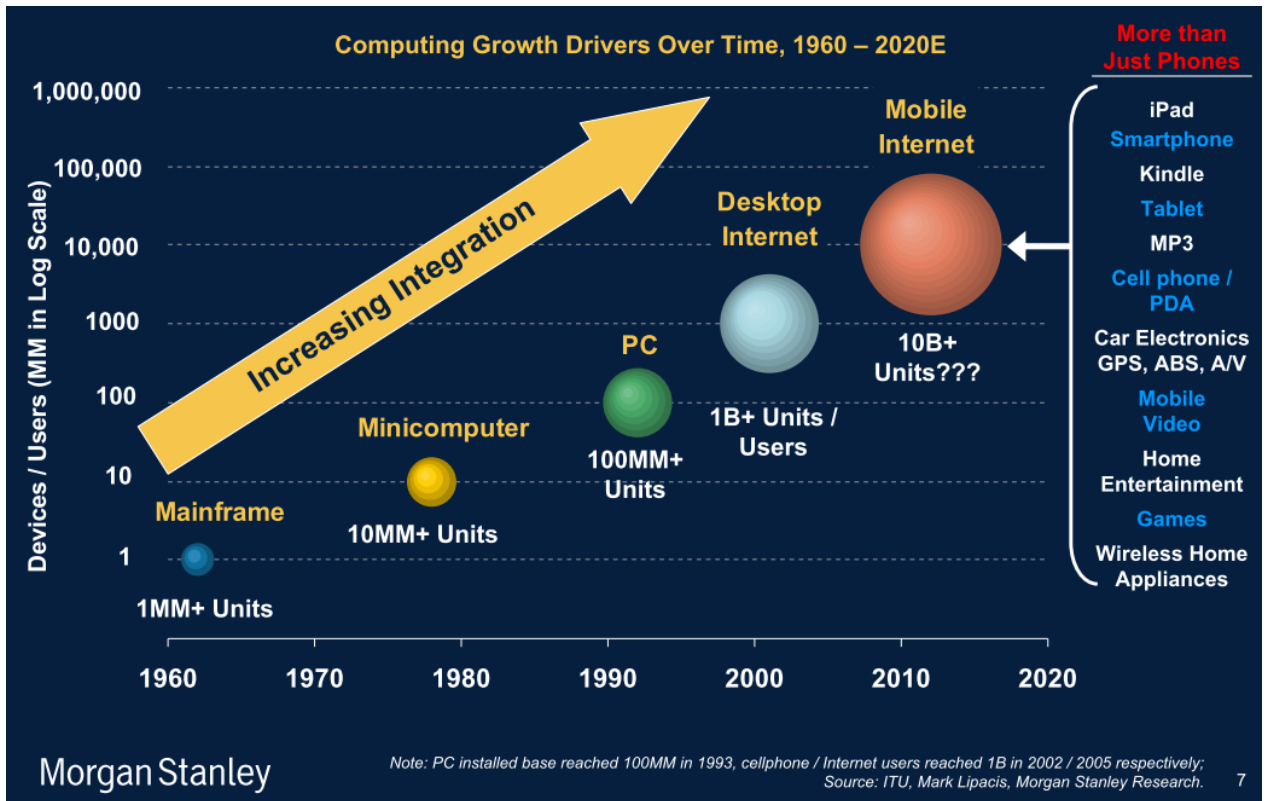 Computing Growth Drivers Over Time, 1960 – 2020E
More than
Just Phones
Devices / Users (MM in Log Scale)
1,000,000
100,000
10,000
1000
100
10
1
Increasing Integration
Mainframe
1MM+ Units
Minicomputer
10MM+ Units
PC
100MM+
Units
Desktop
Internet
1B+ Units /
Users
Mobile
Internet
10B+
Units???
iPad
Smartphone
Kindle
Tablet
MP3
Cell phone /
PDA
Car Electronics
GPS, ABS, A/V
Mobile
Video
Home
Entertainment
Games
Wireless Home
Appliances
1960
1970
1980
1990
2000
2010
2020
Morgan Stanley
Note: PC installed base reached 100MM in 1993, cellphone / Internet users reached 1B in 2002 / 2005 respectively;
Source: ITU, Mark Lipacis, Morgan Stanley Research.
7